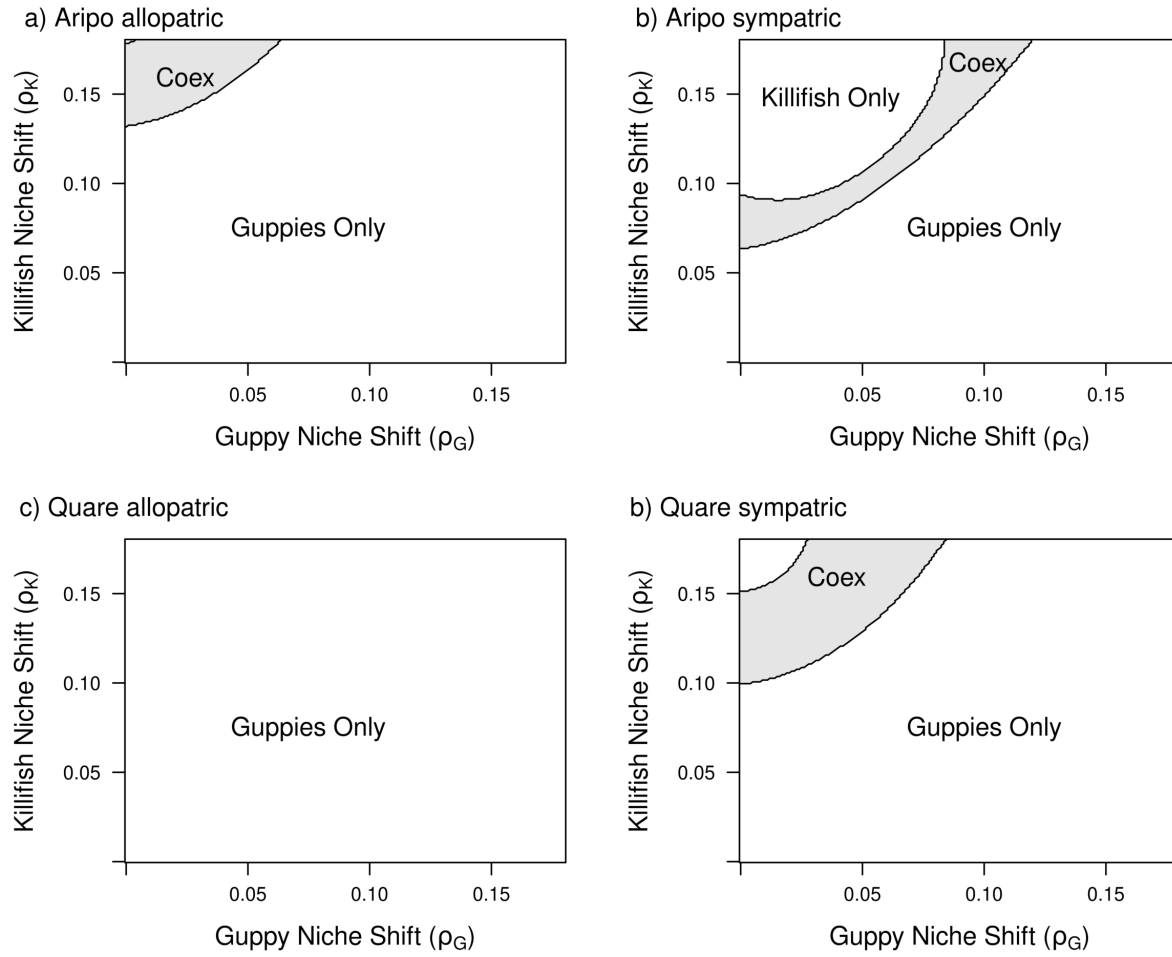 a) Aripo allopatric
Killifish Niche Shift (ρK)
0.15
0.10
0.05
Coex
Guppies Only
0.05 0.10 0.15
Guppy Niche Shift (ρG)
b) Aripo sympatric
Killifish Niche Shift (ρK)
0.15
0.10
0.05
Killifish Only
Coex
Guppies Only
0.05 0.10 0.15
Guppy Niche Shift (ρG)
c) Quare allopatric
Killifish Niche Shift (ρK)
0.15
0.10
0.05
Guppies Only
0.05 0.10 0.15
Guppy Niche Shift (ρG)
b) Quare sympatric
Killifish Niche Shift (ρK)
0.15
0.10
0.05
Coex
Guppies Only
0.05 0.10 0.15
Guppy Niche Shift (ρG)